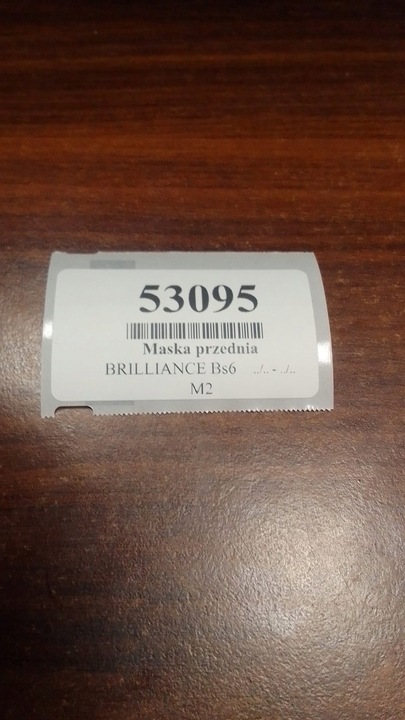 53095
Maska przednia
BRILLIANCE Bs6 ../.. - ../..
M2